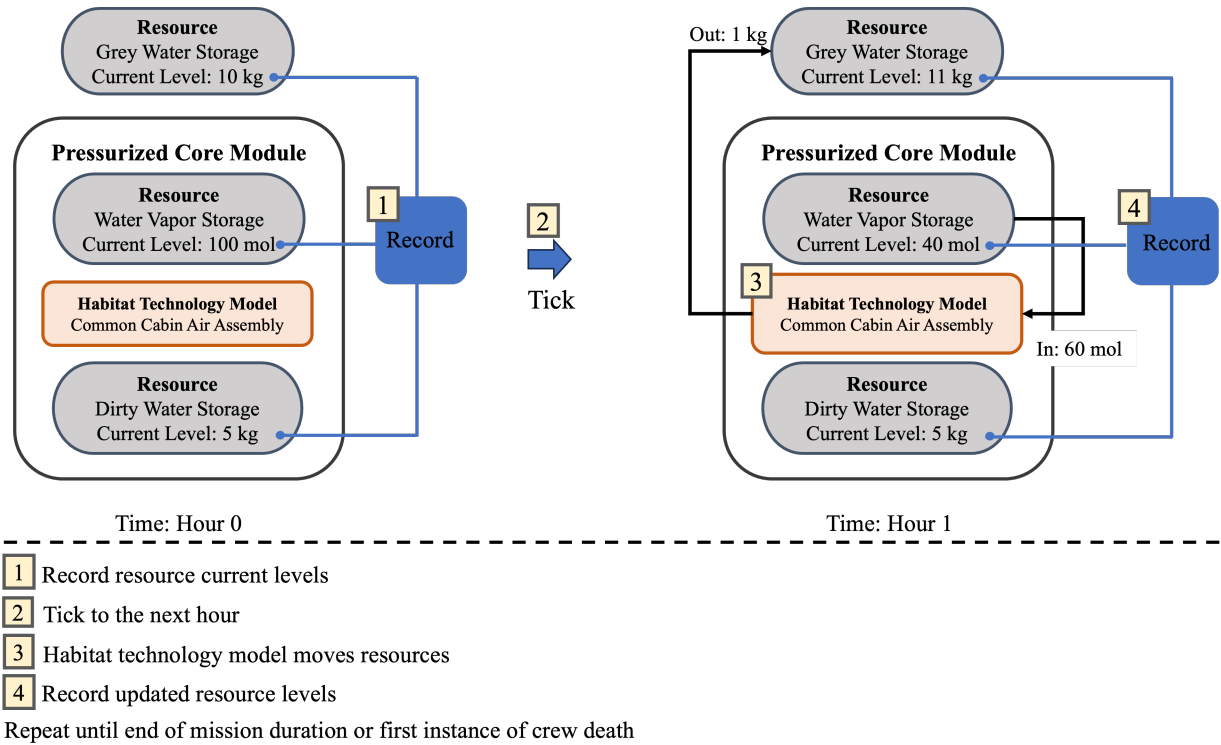 Resource
Grey Water Storage
Current Level: 10 kg
Pressurized Core Module
Resource
Water Vapor Storage
Current Level: 100 mol
1
Record
Habitat Technology Model
Common Cabin Air Assembly
Resource
Dirty Water Storage
Current Level: 5 kg
Time: Hour 0
2
Tick
Out: 1 kg
Resource
Grey Water Storage
Current Level: 11 kg
Pressurized Core Module
Resource
Water Vapor Storage
Current Level: 40 mol
4
Record
3
Habitat Technology Model
Common Cabin Air Assembly
In: 60 mol
Resource
Dirty Water Storage
Current Level: 5 kg
Time: Hour 1
1 Record resource current levels
2 Tick to the next hour
3 Habitat technology model moves resources
4 Record updated resource levels
Repeat until end of mission duration or first instance of crew death